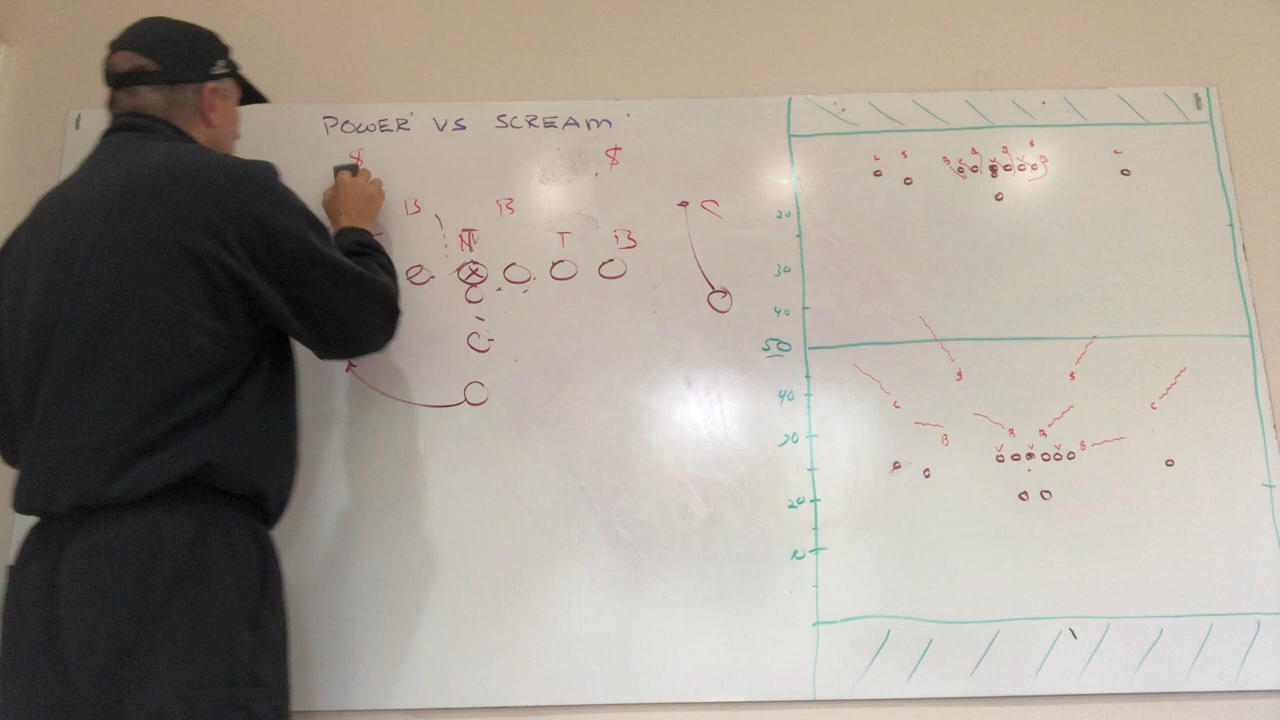 POWER VS SCREAM
$ $
B B C
N T B
C S B B B S B C
20
30
40
50
S S
40 C C
B B B B
30 V V V
20
10